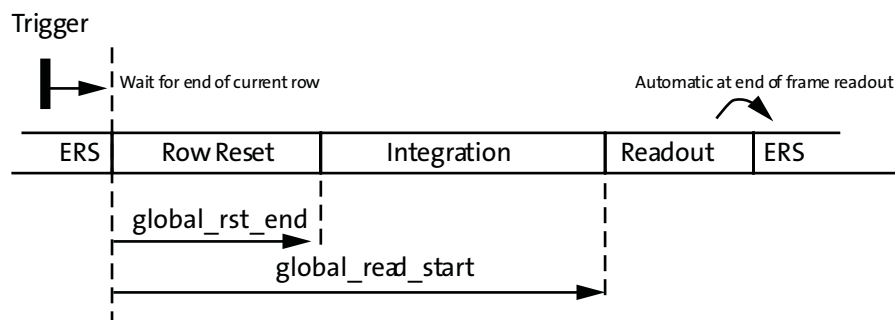 Trigger
Wait for end of current row
Automatic at end of frame readout
ERS Row Reset Integration Readout ERS
global_rst_end
global_read_start